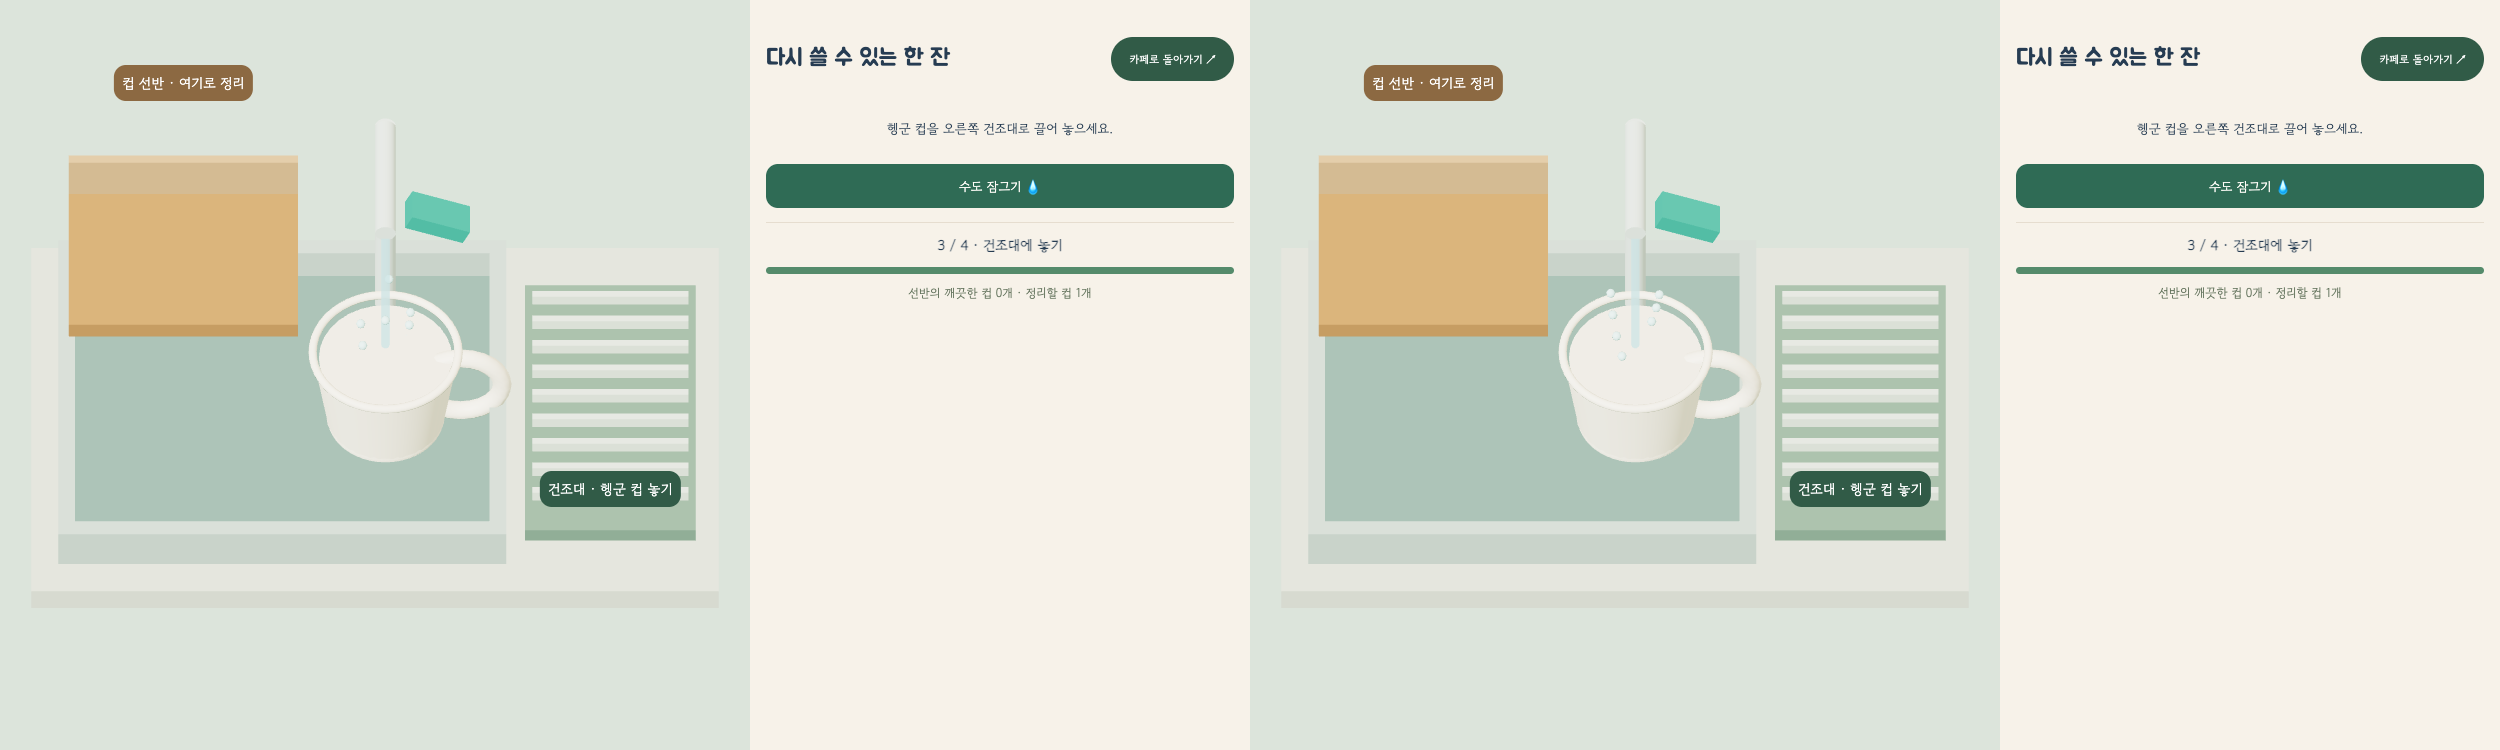 컵 선반 · 여기로 정리
건조대 · 헹군 컵 놓기
다시 쓸 수 있는 한 잔
카페로 돌아가기 ↗
헹군 컵을 오른쪽 건조대로 끌어 놓으세요.
수도 잠그기 💧
3 / 4 · 건조대에 놓기
선반의 깨끗한 컵 0개 · 정리할 컵 1개
컵 선반 · 여기로 정리
건조대 · 헹군 컵 놓기
다시 쓸 수 있는 한 잔
카페로 돌아가기 ↗
헹군 컵을 오른쪽 건조대로 끌어 놓으세요.
수도 잠그기 💧
3 / 4 · 건조대에 놓기
선반의 깨끗한 컵 0개 · 정리할 컵 1개